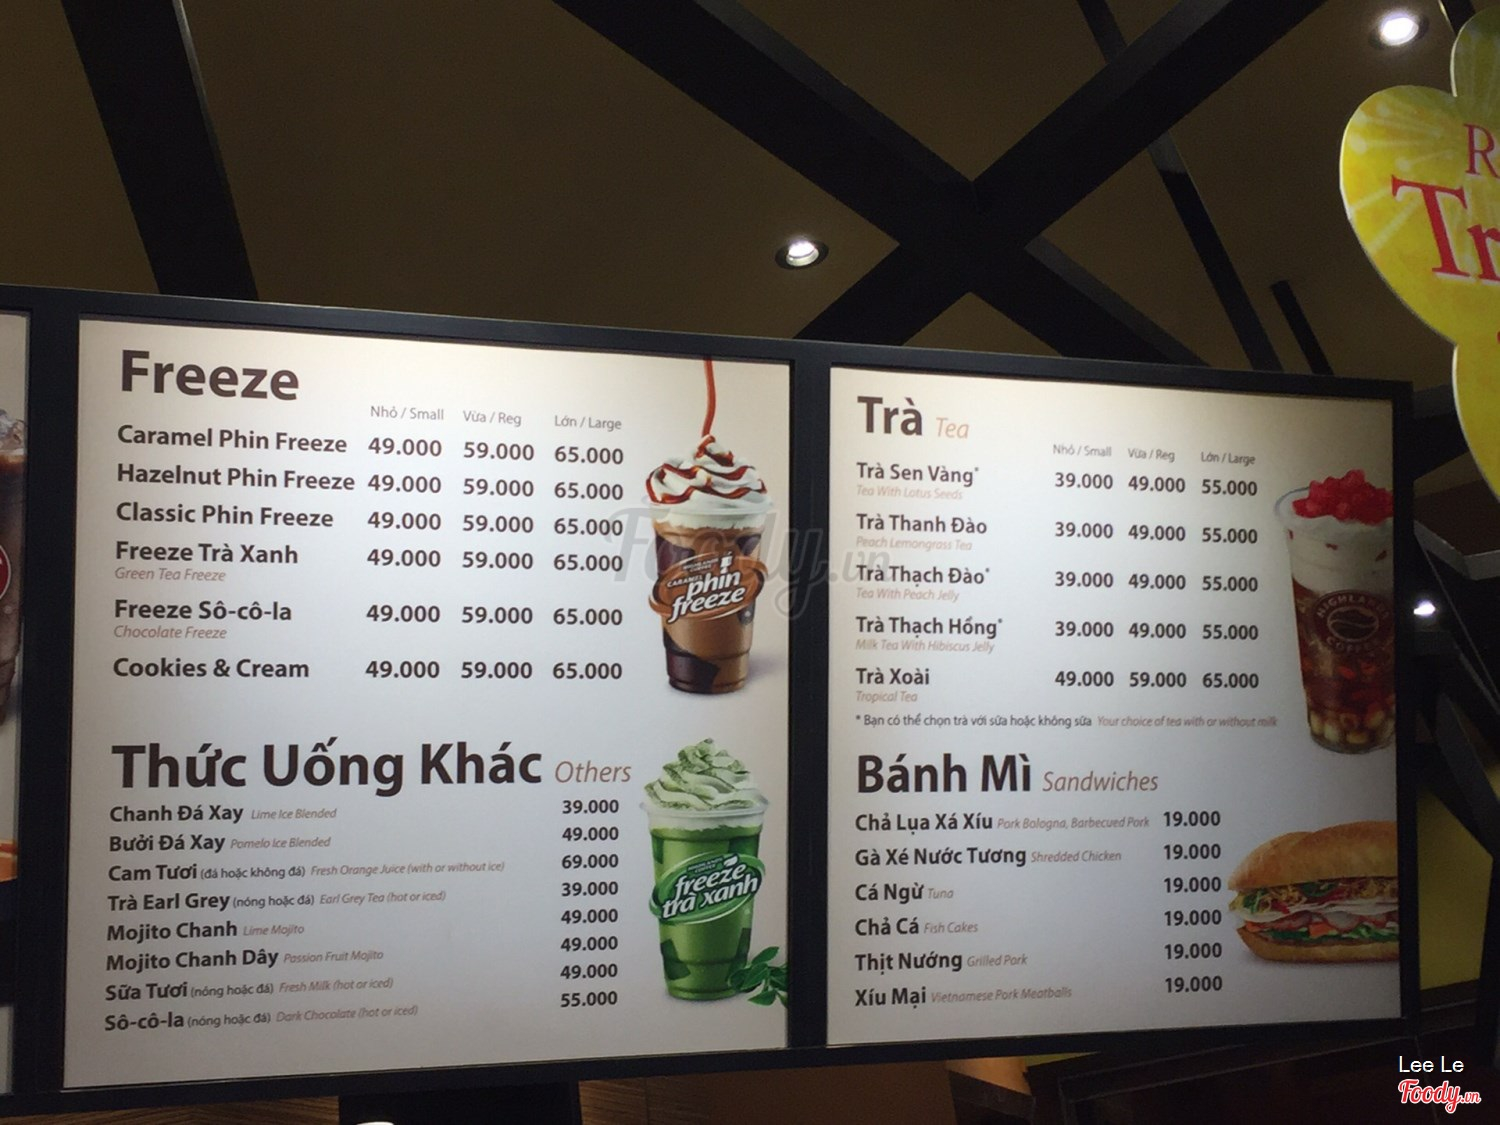 Freeze
Nhỏ / Small Vừa / Reg Lớn / Large
Caramel Phin Freeze 49.000 59.000 65.000
Hazelnut Phin Freeze 49.000 59.000 65.000
Classic Phin Freeze 49.000 59.000 65.000
Freeze Trà Xanh 49.000 59.000 65.000
Green Tea Freeze
Freeze Sô-cô-la 49.000 59.000 65.000
Chocolate Freeze
Cookies & Cream 49.000 59.000 65.000
CARAMEL
phin
freeze
Thức Uống Khác Others
Chanh Đá Xay Lime Ice Blended 39.000
Bưởi Đá Xay Pomelo Ice Blended 49.000
Cam Tươi (đá hoặc không đá) Fresh Orange Juice (with or without ice) 69.000
Trà Earl Grey (nóng hoặc đá) Earl Grey Tea (hot or iced) 39.000
Mojito Chanh Lime Mojito 49.000
Mojito Chanh Dây Passion Fruit Mojito 49.000
Sữa Tươi (nóng hoặc đá) Fresh Milk (hot or iced) 49.000
Sô-cô-la (nóng hoặc đá) Dark Chocolate (hot or iced) 55.000
freeze
trà xanh
Trà Tea
Nhỏ / Small Vừa / Reg Lớn / Large
Trà Sen Vàng* 39.000 49.000 55.000
Tea With Lotus Seeds
Trà Thanh Đào 39.000 49.000 55.000
Peach Lemongrass Tea
Trà Thạch Đào* 39.000 49.000 55.000
Tea With Peach Jelly
Trà Thạch Hồng* 39.000 49.000 55.000
Milk Tea With Hibiscus Jelly
Trà Xoài 49.000 59.000 65.000
Tropical Tea
* Bạn có thể chọn trà với sữa hoặc không sữa Your choice of tea with or without milk
HIGHLANDS
COFFEE
Bánh Mì Sandwiches
Chả Lụa Xá Xíu Pork Bologna, Barbecued Pork 19.000
Gà Xé Nước Tương Shredded Chicken 19.000
Cá Ngừ Tuna 19.000
Chả Cá Fish Cakes 19.000
Thịt Nướng Grilled Pork 19.000
Xíu Mại Vietnamese Pork Meatballs 19.000
Foody.vn
Lee Le
Foody.vn